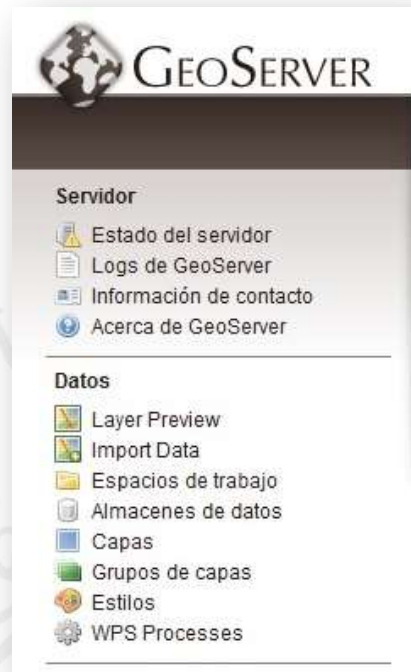 GEOSERVER
Servidor
Estado del servidor
Logs de GeoServer
Información de contacto
Acerca de GeoServer
Datos
Layer Preview
Import Data
Espacios de trabajo
Almacenes de datos
Capas
Grupos de capas
Estilos
WPS Processes